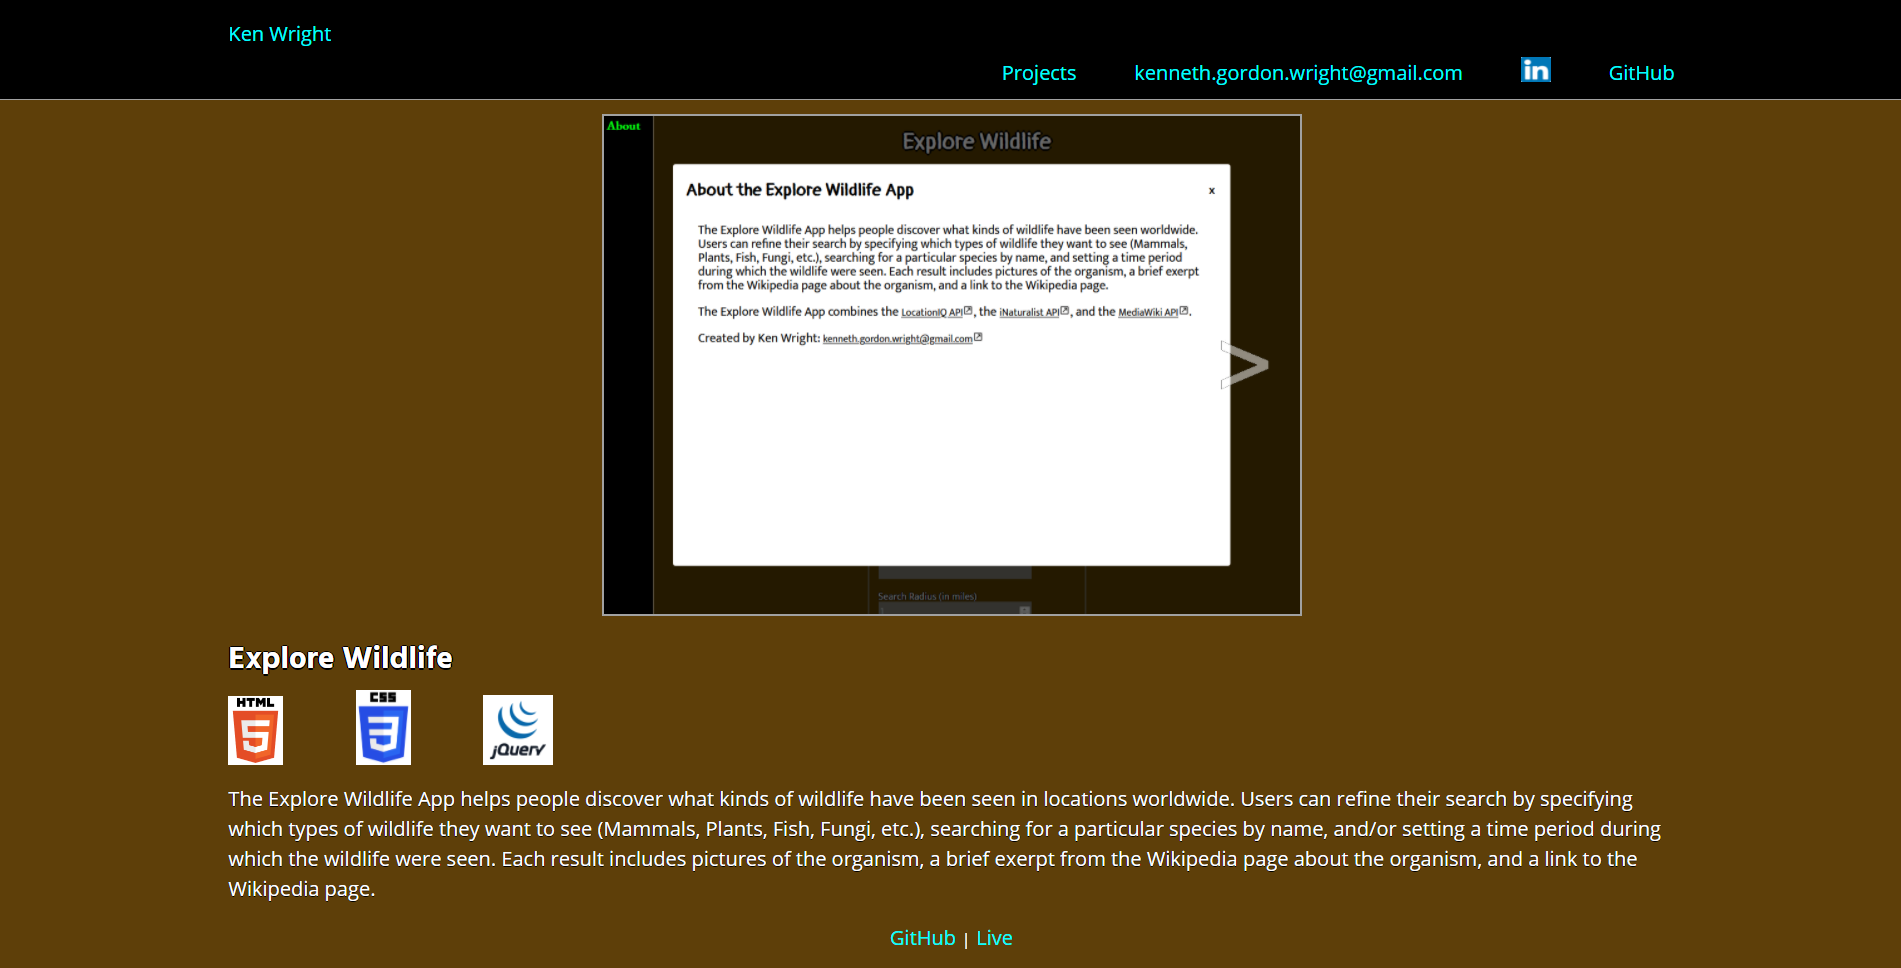 Ken Wright
Projects kenneth.gordon.wright@gmail.com in GitHub
About
Explore Wildlife
About the Explore Wildlife App x
The Explore Wildlife App helps people discover what kinds of wildlife have been seen worldwide.
Users can refine their search by specifying which types of wildlife they want to see (Mammals,
Plants, Fish, Fungi, etc.), searching for a particular species by name, and setting a time period
during which the wildlife were seen. Each result includes pictures of the organism, a brief exerpt
from the Wikipedia page about the organism, and a link to the Wikipedia page.
The Explore Wildlife App combines the LocationIQ API, the iNaturalist API, and the MediaWiki API.
Created by Ken Wright: kenneth.gordon.wright@gmail.com
>
Search Radius (in miles)
Explore Wildlife
HTML 5 CSS 3 jQuery
The Explore Wildlife App helps people discover what kinds of wildlife have been seen in locations worldwide. Users can refine their search by specifying
which types of wildlife they want to see (Mammals, Plants, Fish, Fungi, etc.), searching for a particular species by name, and/or setting a time period during
which the wildlife were seen. Each result includes pictures of the organism, a brief exerpt from the Wikipedia page about the organism, and a link to the
Wikipedia page.
GitHub | Live